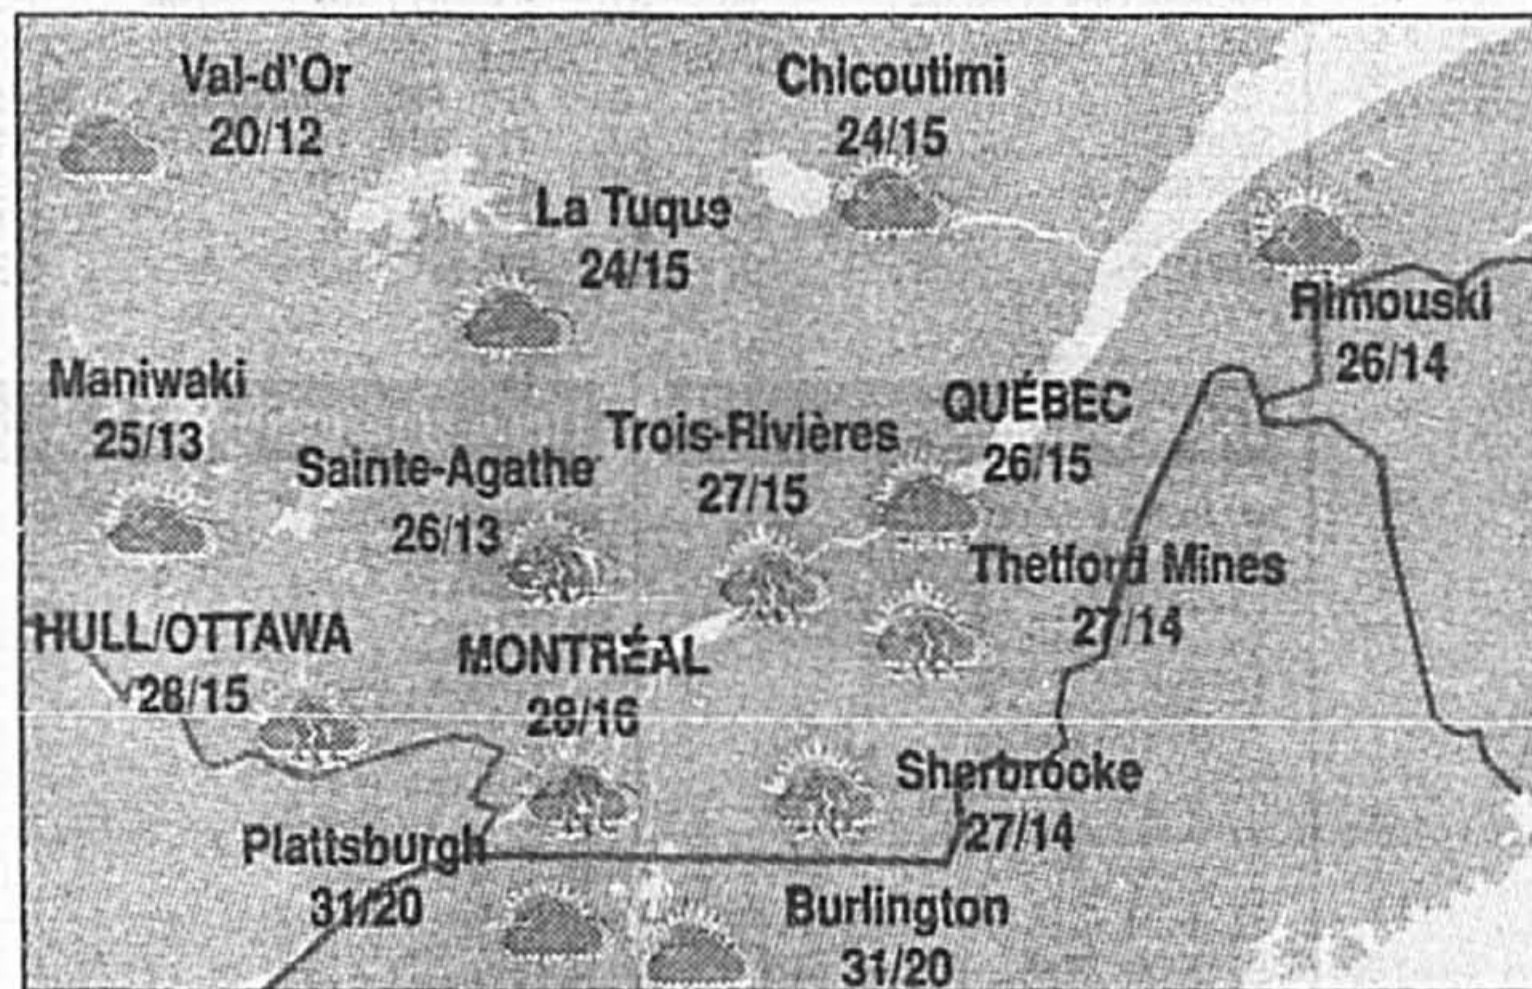 Val-d'Or
20/12
Chicoutimi
24/15
La Tuque
24/15
Rimouski
26/14
Maniwaki
25/13
QUÉBEC
26/15
Trois-Rivières
27/15
Sainte-Agathe
26/13
Thetford Mines
27/14
HULL/OTTAWA
28/15
MONTRÉAL
28/16
Sherbrooke
27/14
Plattsburgh
31/20
Burlington
31/20